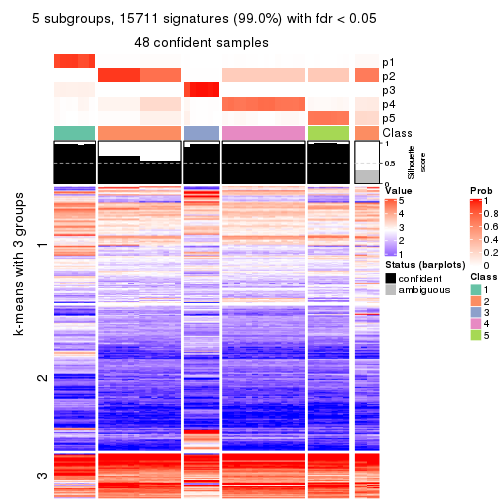 5 subgroups, 15711 signatures (99.0%) with fdr < 0.05
48 confident samples
p1
p2
p3
p4
p5
Class
1
0.5
0
Silhouette
score
k-means with 3 groups
1
2
3
Value
5
4
3
2
1
Status (barplots)
confident
ambiguous
Prob
1
0.8
0.6
0.4
0.2
0
Class
1
2
3
4
5